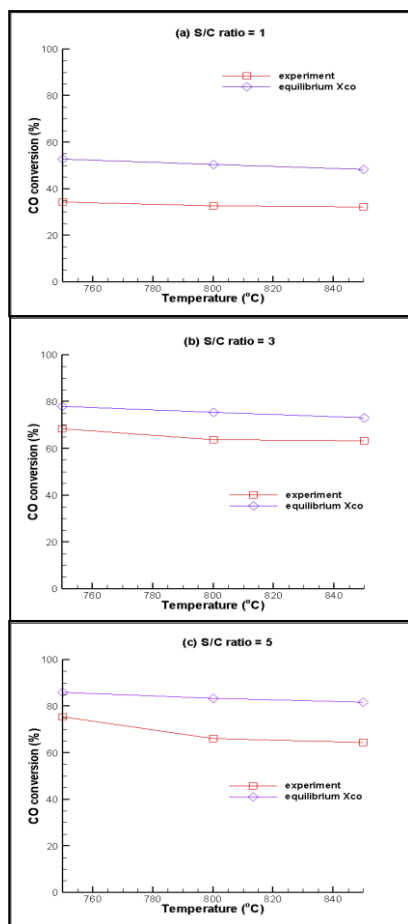 (a) S/C ratio = 1
100
80
60
40
20
0
CO conversion (%)
experiment
equilibrium Xco
760
780
800
820
840
Temperature (°C)
(b) S/C ratio = 3
100
80
60
40
20
0
CO conversion (%)
experiment
equilibrium Xco
760
780
800
820
840
Temperature (°C)
(c) S/C ratio = 5
100
80
60
40
20
0
CO conversion (%)
experiment
equilibrium Xco
760
780
800
820
840
Temperature (°C)